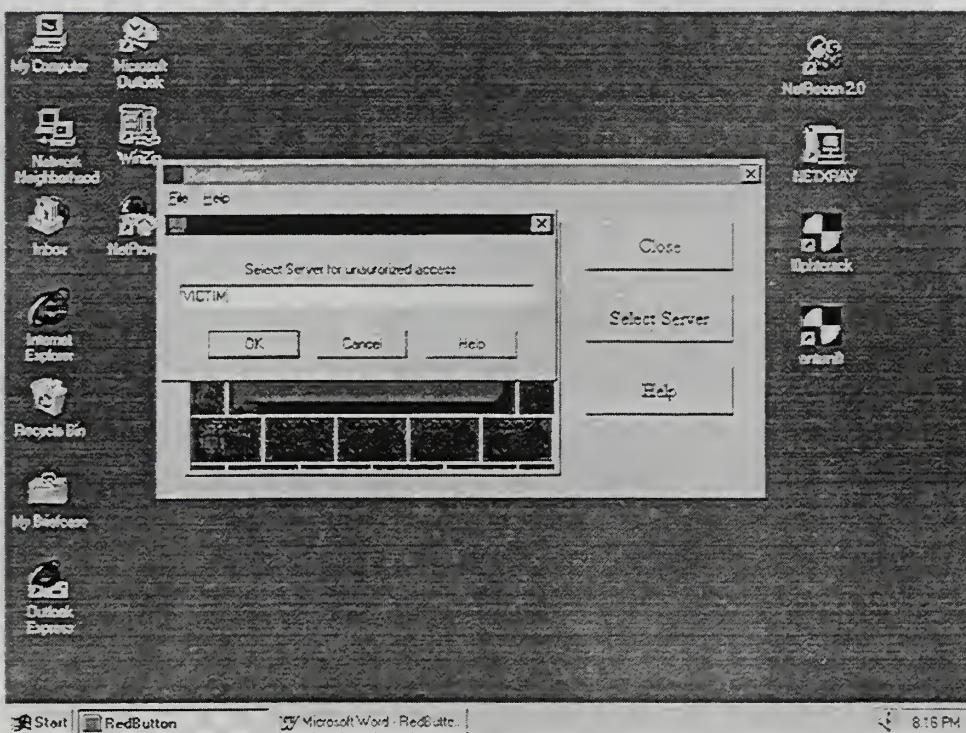 My Computer
Microsoft
Outlook
Network
Neighborhood
WinZip
Inbox
Internet
Explorer
Recycle Bin
My Briefcase
Outlook
Express
NetRecon 2.0
NETXRAY
l0phtcrack
File Help
Select Server for unautorized access
VICTIM
OK Cancel Help
Close
Select Server
Help
Start RedButton Microsoft Word - RedButto... 8:16 PM